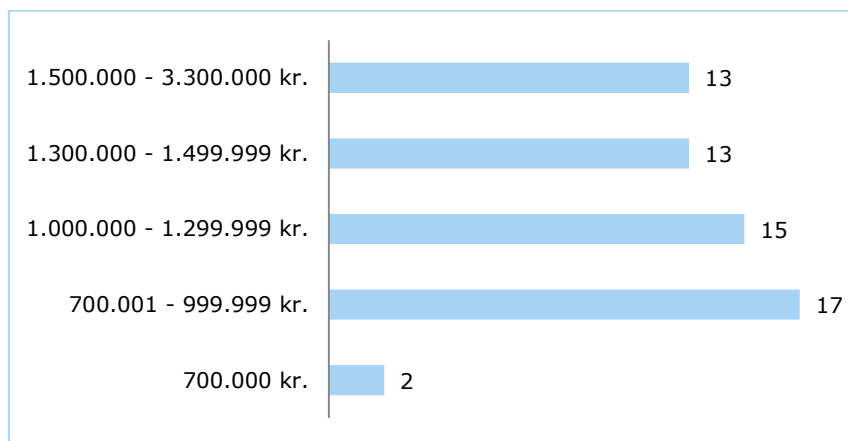 1.500.000 - 3.300.000 kr. 13
1.300.000 - 1.499.999 kr. 13
1.000.000 - 1.299.999 kr. 15
700.001 - 999.999 kr. 17
700.000 kr. 2